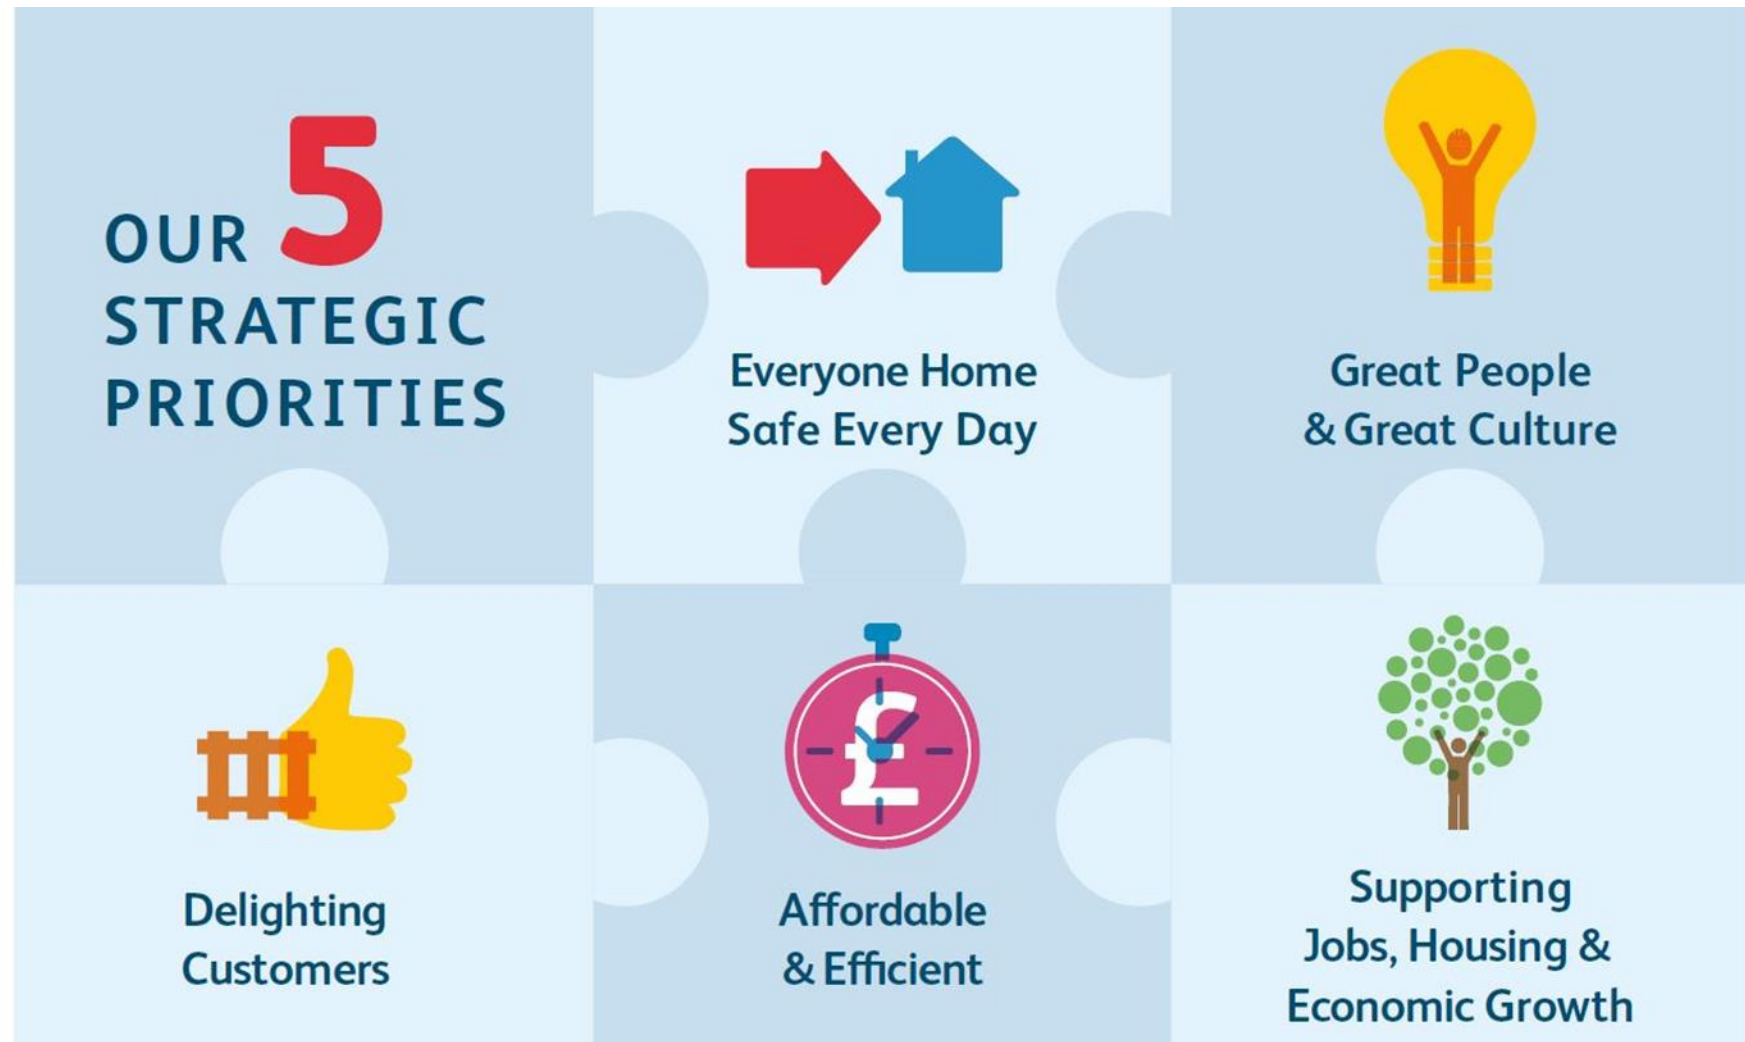 OUR 5
STRATEGIC
PRIORITIES
Everyone Home
Safe Every Day
Great People
& Great Culture
Delighting
Customers
£
Affordable
& Efficient
Supporting
Jobs, Housing &
Economic Growth